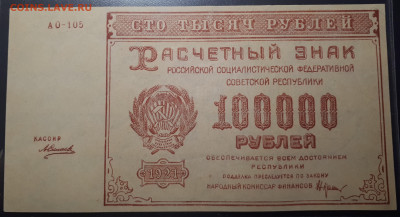 COINS.LAVE.RU
АО-105
СТО ТЫСЯЧ РУБЛЕЙ
РАСЧЕТНЫЙ ЗНАК
РОССИЙСКОЙ СОЦИАЛИСТИЧЕСКОЙ ФЕДЕРАТИВНОЙ
СОВЕТСКОЙ РЕСПУБЛИКИ
100000
РУБЛЕЙ
1921
ОБЕСПЕЧИВАЕТСЯ ВСЕМ ДОСТОЯНИЕМ
РЕСПУБЛИКИ
ПОДДЕЛКА ПРЕСЛЕДУЕТСЯ ПО ЗАКОНУ
НАРОДНЫЙ КОМИССАР ФИНАНСОВ
КАССИР